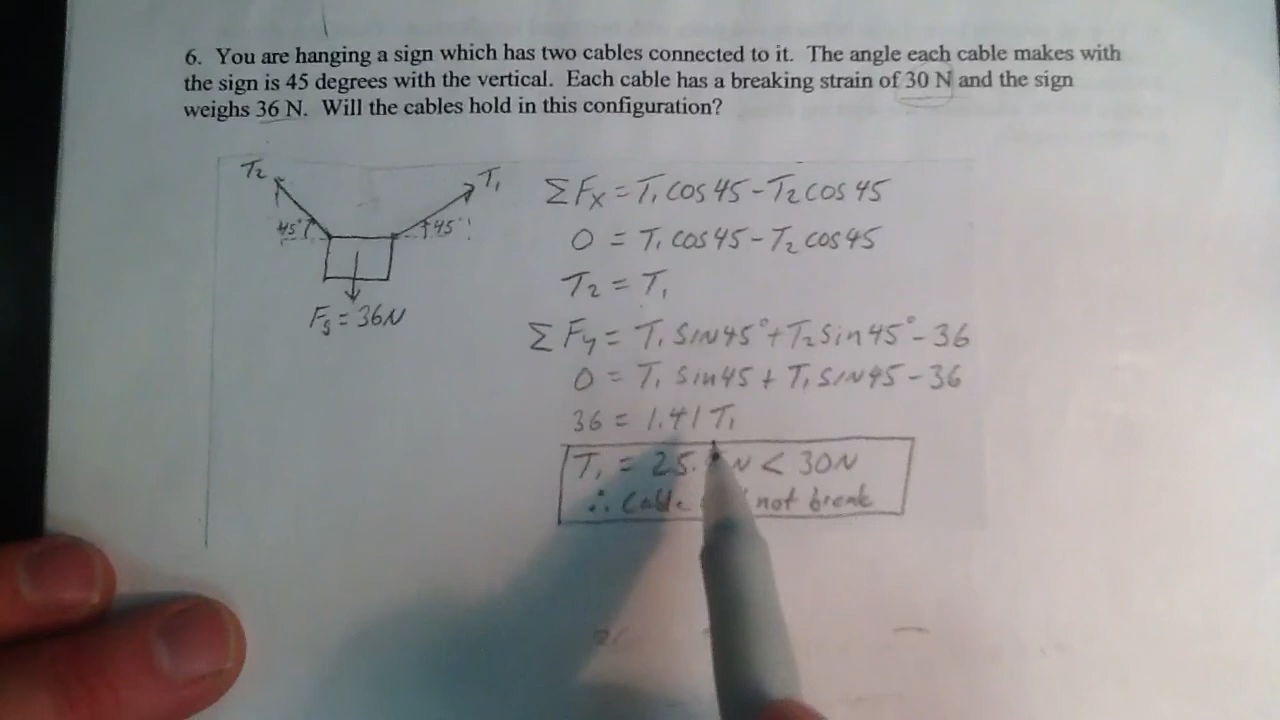 6. You are hanging a sign which has two cables connected to it. The angle each cable makes with
the sign is 45 degrees with the vertical. Each cable has a breaking strain of 30 N and the sign
weighs 36 N. Will the cables hold in this configuration?
T2
T1
45°
45°
Fg = 36N
ΣFx = T1 cos 45 - T2 cos 45
0 = T1 cos 45 - T2 cos 45
T2 = T1
ΣFy = T1 SIN 45° + T2 sin 45° - 36
0 = T1 sin 45 + T1 SIN 45 - 36
36 = 1.41 T1
T1 = 25. N < 30N
∴ Cable not break